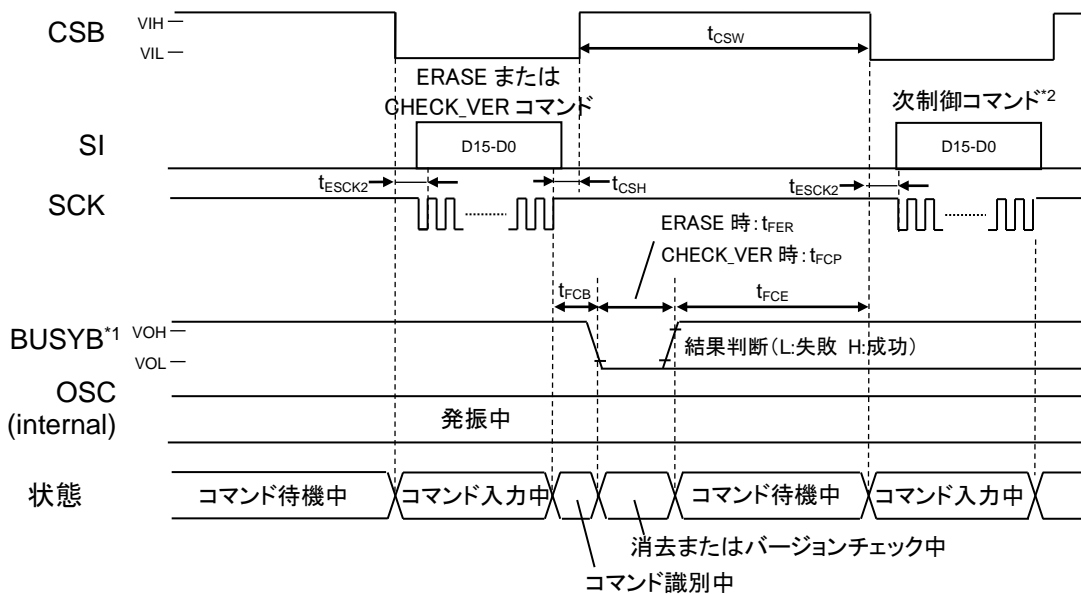 CSB
VIH
VIL
tCSW
ERASE または
CHECK_VER コマンド
次制御コマンド*2
SI
D15-D0
D15-D0
tESCK2
tCSH
tESCK2
SCK
ERASE 時：tFER
CHECK_VER 時：tFCP
tFCB
tFCE
BUSYB*1
VOH
VOL
結果判断（L:失敗 H:成功）
OSC
(internal)
発振中
状態
コマンド待機中
コマンド入力中
コマンド待機中
コマンド入力中
消去またはバージョンチェック中
コマンド識別中